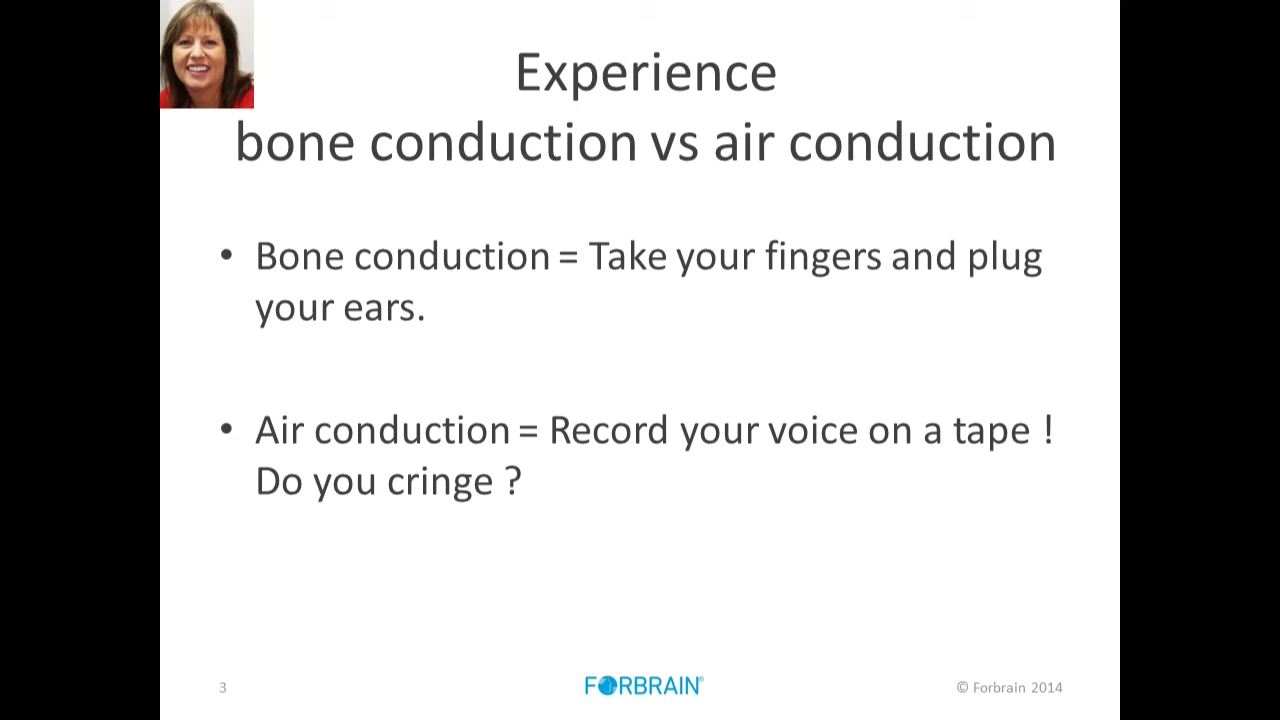 Experience
bone conduction vs air conduction
• Bone conduction = Take your fingers and plug
your ears.
• Air conduction = Record your voice on a tape !
Do you cringe ?
3
FORBRAIN®
© Forbrain 2014